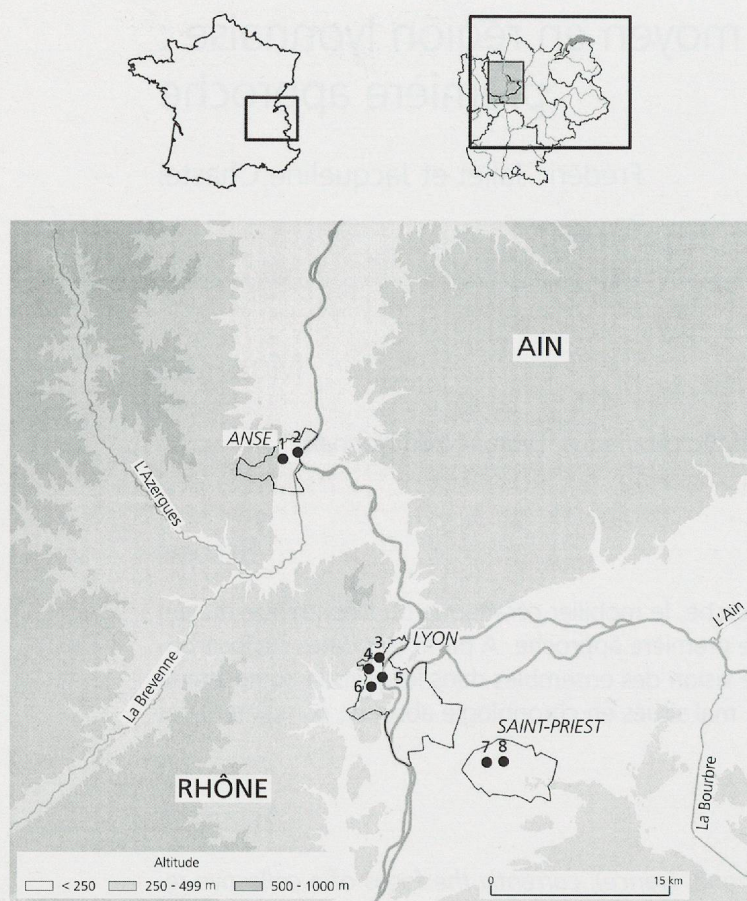 AIN
ANSE
1
2
L'Azergues
L'Ain
LYON
3
4
5
6
La Brevenne
SAINT-PRIEST
7
8
RHÔNE
La Bourbre
Altitude
< 250
250 - 499 m
500 - 1000 m
0
15 km